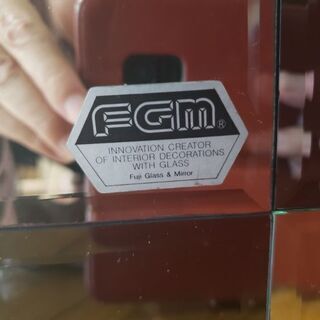 FGM®
INNOVATION CREATOR
OF INTERIOR DECORATIONS
WITH GLASS
Fuji Glass & Mirror